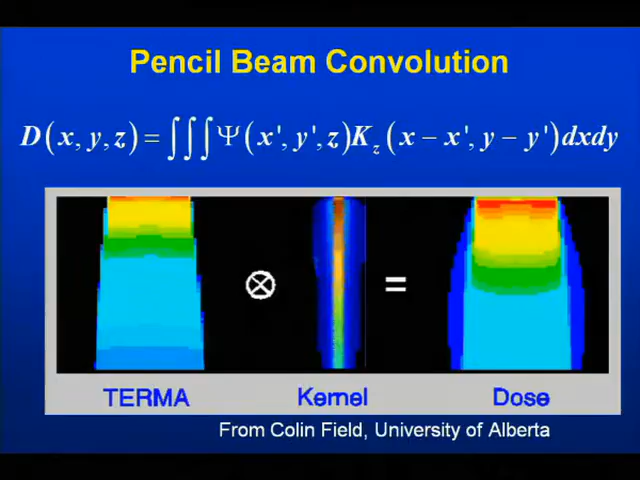 Pencil Beam Convolution
D(x, y, z) = ∫∫∫ Ψ(x', y', z)K_z(x − x', y − y')dxdy
⊗ =
TERMA Kernel Dose
From Colin Field, University of Alberta